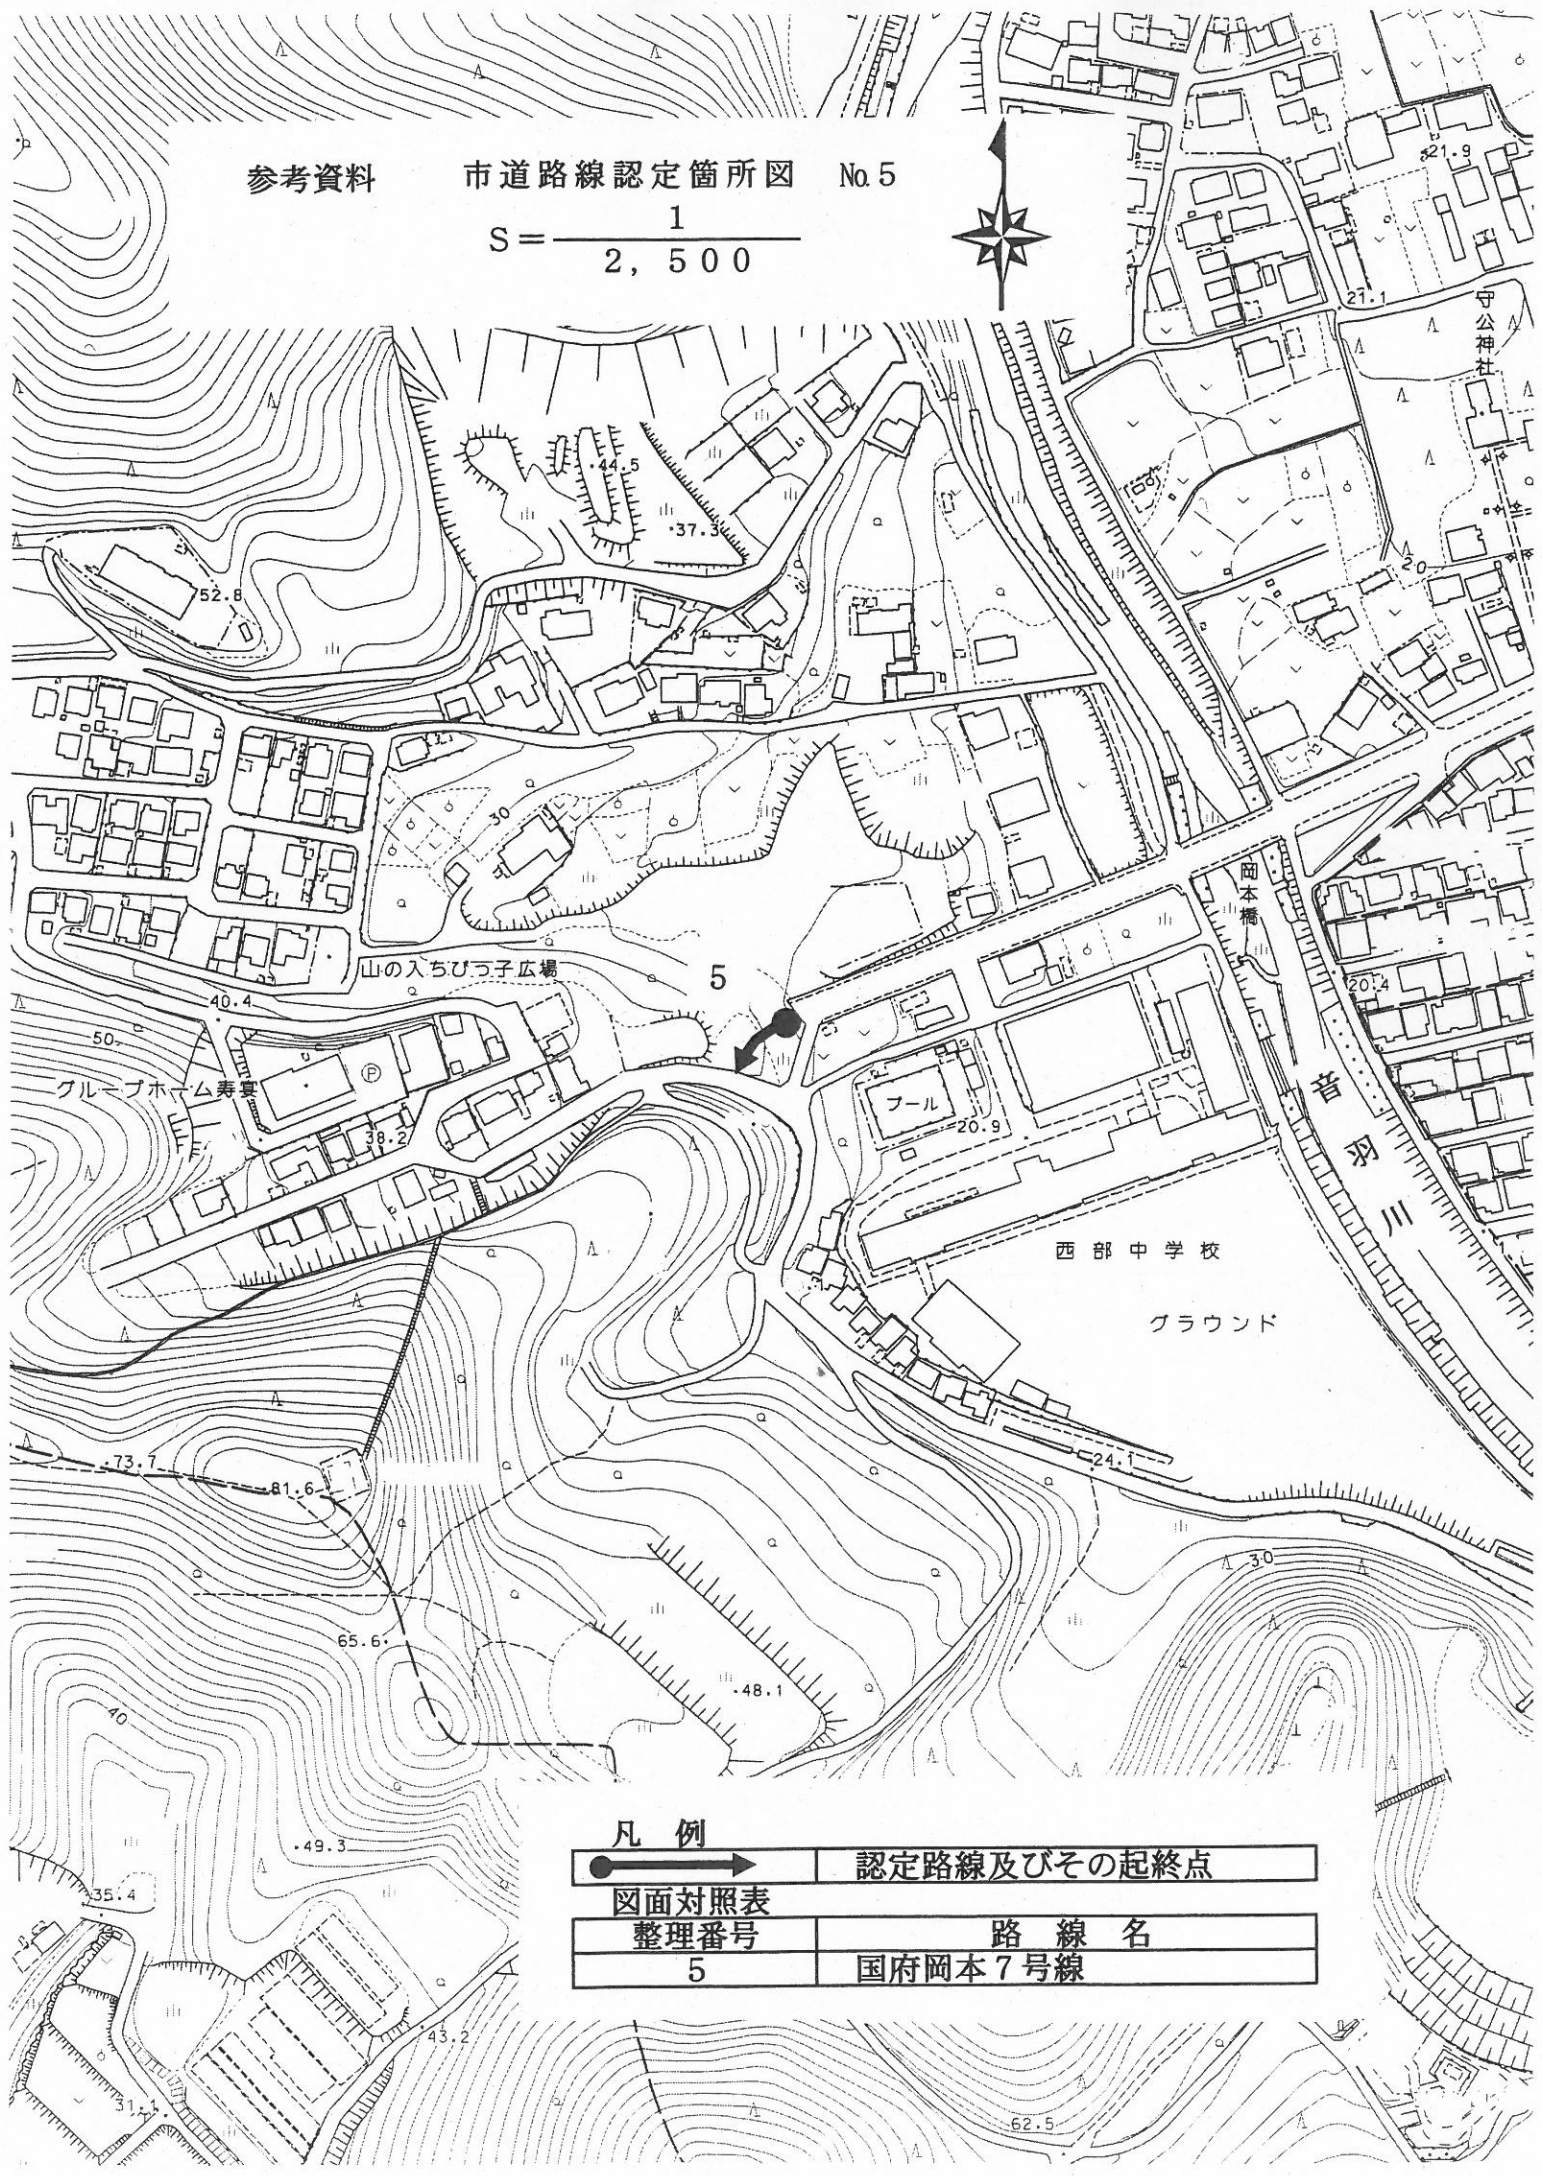 参考資料 市道路線認定箇所図 No.5
S=1/2,500
21.9
21.1
守公神社
44.5
37.3
52.8
20
30
岡本橋
山の入ちびっ子広場
5
40.4
20.4
50
グループホーム寿宴
P
38.2
プール
20.9
音羽川
西部中学校
グラウンド
73.7
81.6
24.1
30
65.6
48.1
40
49.3
35.4
43.2
31.1
62.5
凡 例
認定路線及びその起終点
図面対照表
整理番号 路 線 名
5 国府岡本7号線